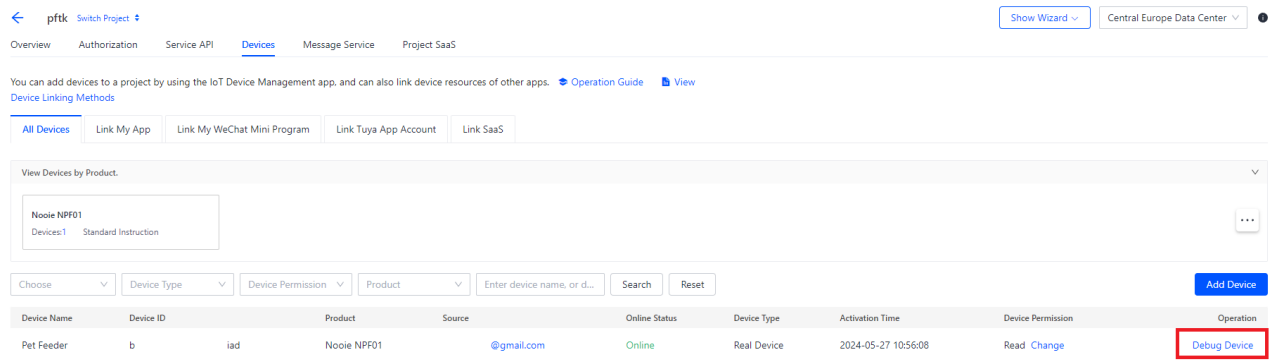 pftk Switch Project Show Wizard Central Europe Data Center
Overview Authorization Service API Devices Message Service Project SaaS
You can add devices to a project by using the IoT Device Management app, and can also link device resources of other apps. Operation Guide View
Device Linking Methods
All Devices Link My App Link My WeChat Mini Program Link Tuya App Account Link SaaS
View Devices by Product.
Nooie NPF01
Devices:1 Standard Instruction
Choose Device Type Device Permission Product Enter device name, or d... Search Reset Add Device
Device Name Device ID Product Source Online Status Device Type Activation Time Device Permission Operation
Pet Feeder b iad Nooie NPF01 @gmail.com Online Real Device 2024-05-27 10:56:08 Read Change Debug Device